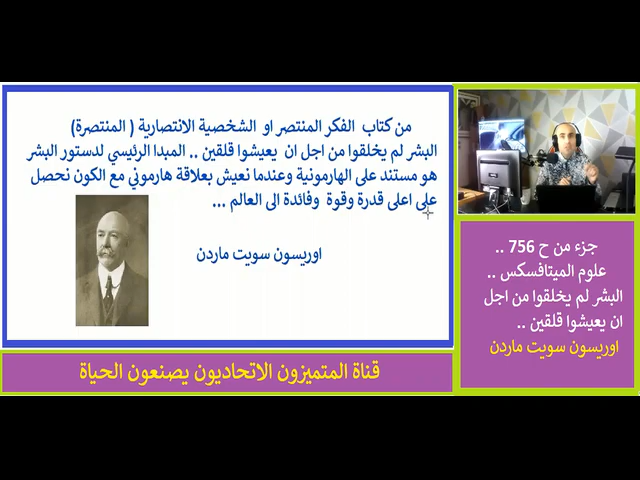 من كتاب الفكر المنتصر او الشخصية الانتصارية ( المنتصرة)
البشر لم يخلقوا من اجل ان يعيشوا قلقين .. المبدا الرئيسي لدستور البشر
هو مستند على الهارمونية وعندما نعيش بعلاقة هارموني مع الكون نحصل
على اعلى قدرة وقوة وفائدة الى العالم ...
اوريسون سويت ماردن
جزء من ح 756 ..
علوم الميتافسكس ..
البشر لم يخلقوا من اجل
ان يعيشوا قلقين ..
اوريسون سويت ماردن
قناة المتميزون الاتحاديون يصنعون الحياة